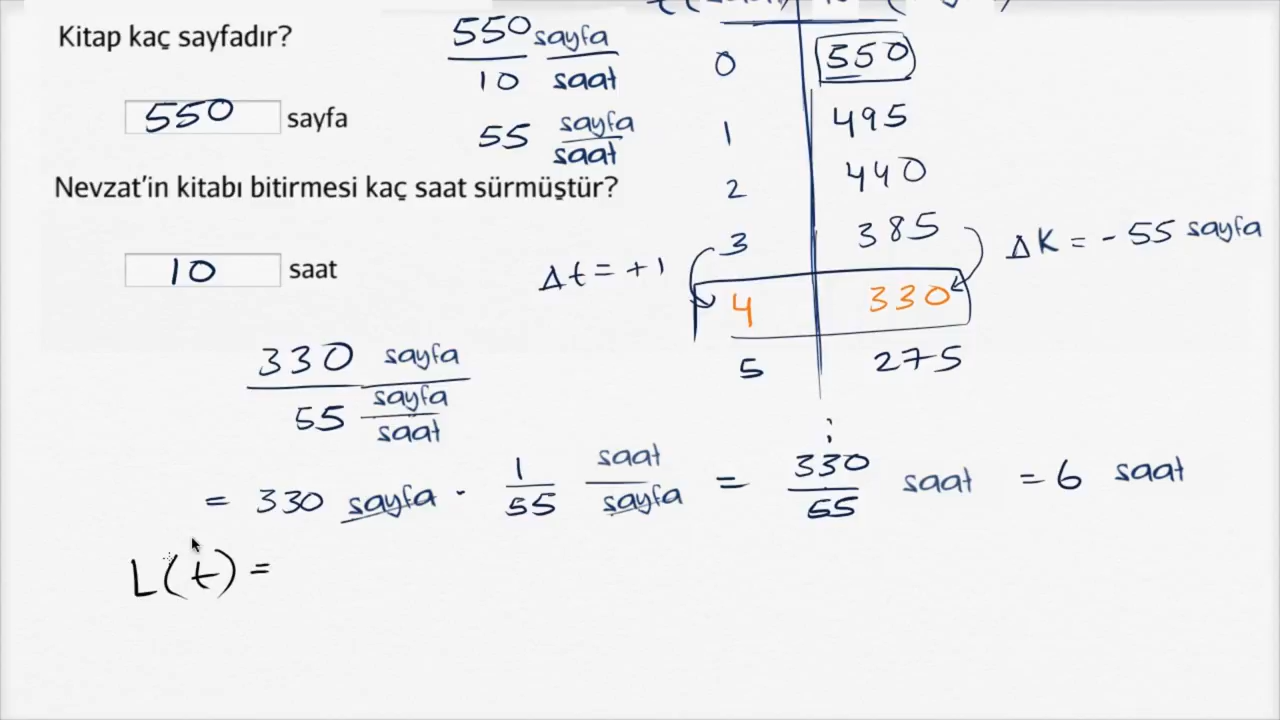 Kitap kaç sayfadır?
550 sayfa
Nevzat'in kitabı bitirmesi kaç saat sürmüştür?
10 saat
550 sayfa
10 saat
55 sayfa
saat
0 550
1 495
2 440
3 385
4 330
5 275
Δt = +1
ΔK = -55 sayfa
330 sayfa
55 sayfa
saat
= 330 sayfa · 1/55 saat/sayfa = 330/55 saat = 6 saat
L(t) =